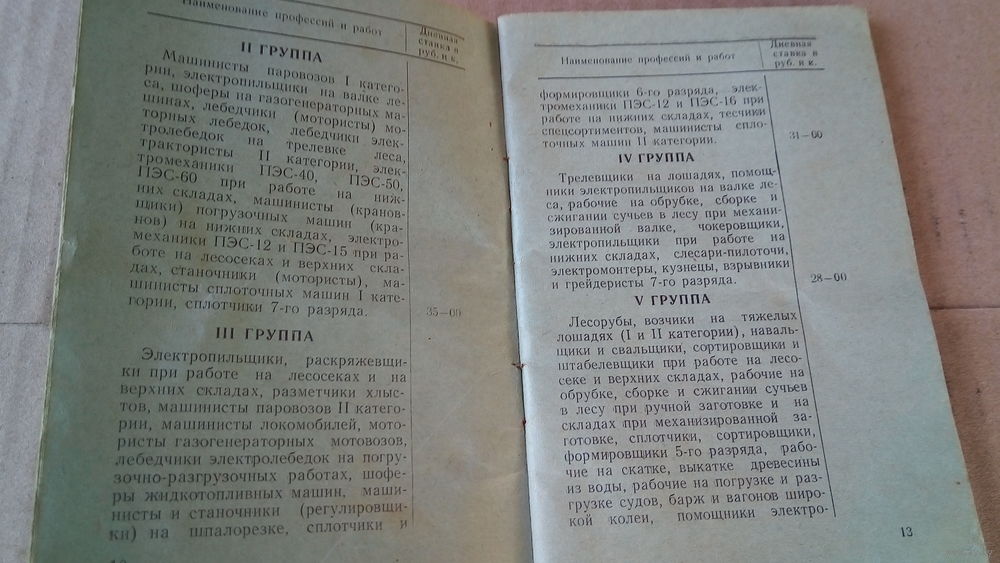 Наименование профессий и работ
Дневная
ставка в
руб. и к.
II ГРУППА
Машинисты паровозов I катего-
рии, электропильщики на валке ле-
са, шоферы на газогенераторных ма-
шинах, лебедчики (мотористы) мо-
торных лебедок, лебедчики элек-
тролебедок на трелевке леса,
трактористы II категории, элек-
тромеханики ПЭС-40, ПЭС-50,
ПЭС-60 при работе на ниж-
них складах, машинисты (кранов-
щики) погрузочных машин (кра-
нов) на нижних складах, электро-
механики ПЭС-12 и ПЭС-15 при ра-
боте на лесосеках и верхних скла-
дах, станочники (мотористы), ма-
шинисты сплоточных машин I кате-
гории, сплотчики 7-го разряда.
35—00
III ГРУППА
Электропильщики, раскряжевщи-
ки при работе на лесосеках и на
верхних складах, разметчики хлыс-
тов, машинисты паровозов II катего-
рии, машинисты локомобилей, мото-
ристы газогенераторных мотовозов,
лебедчики электролебедок на погру-
зочно-разгрузочных работах, шофе-
ры жидкотопливных машин, маши-
нисты и станочники (регулировщи-
ки) на шпалорезке, сплотчики и
Наименование профессий и работ
Дневная
ставка в
руб. и к.
формировщики 6-го разряда, элек-
тромеханики ПЭС-12 и ПЭС-16 при
работе на нижних складах, тесчики
спецсортиментов, машинисты спло-
точных машин II категории.
31—00
IV ГРУППА
Трелевщики на лошадях, помощ-
ники электропильщиков на валке ле-
са, рабочие на обрубке, сборке и
сжигании сучьев в лесу при механи-
зированной валке, чокеровщики,
электропильщики при работе на
нижних складах, слесари-пилоточи,
электромонтеры, кузнецы, взрывники
и грейдеристы 7-го разряда.
28—00
V ГРУППА
Лесорубы, возчики на тяжелых
лошадях (I и II категории), наваль-
щики и свальщики, сортировщики и
штабелевщики при работе на лесо-
секе и верхних складах, рабочие на
обрубке, сборке и сжигании сучьев
в лесу при ручной заготовке и на
складах при механизированной за-
готовке, сплотчики, сортировщики,
формировщики 5-го разряда, рабо-
чие на скатке, выкатке древесины
из воды, рабочие на погрузке и раз-
грузке судов, барж и вагонов широ-
кой колеи, помощники электро-
13